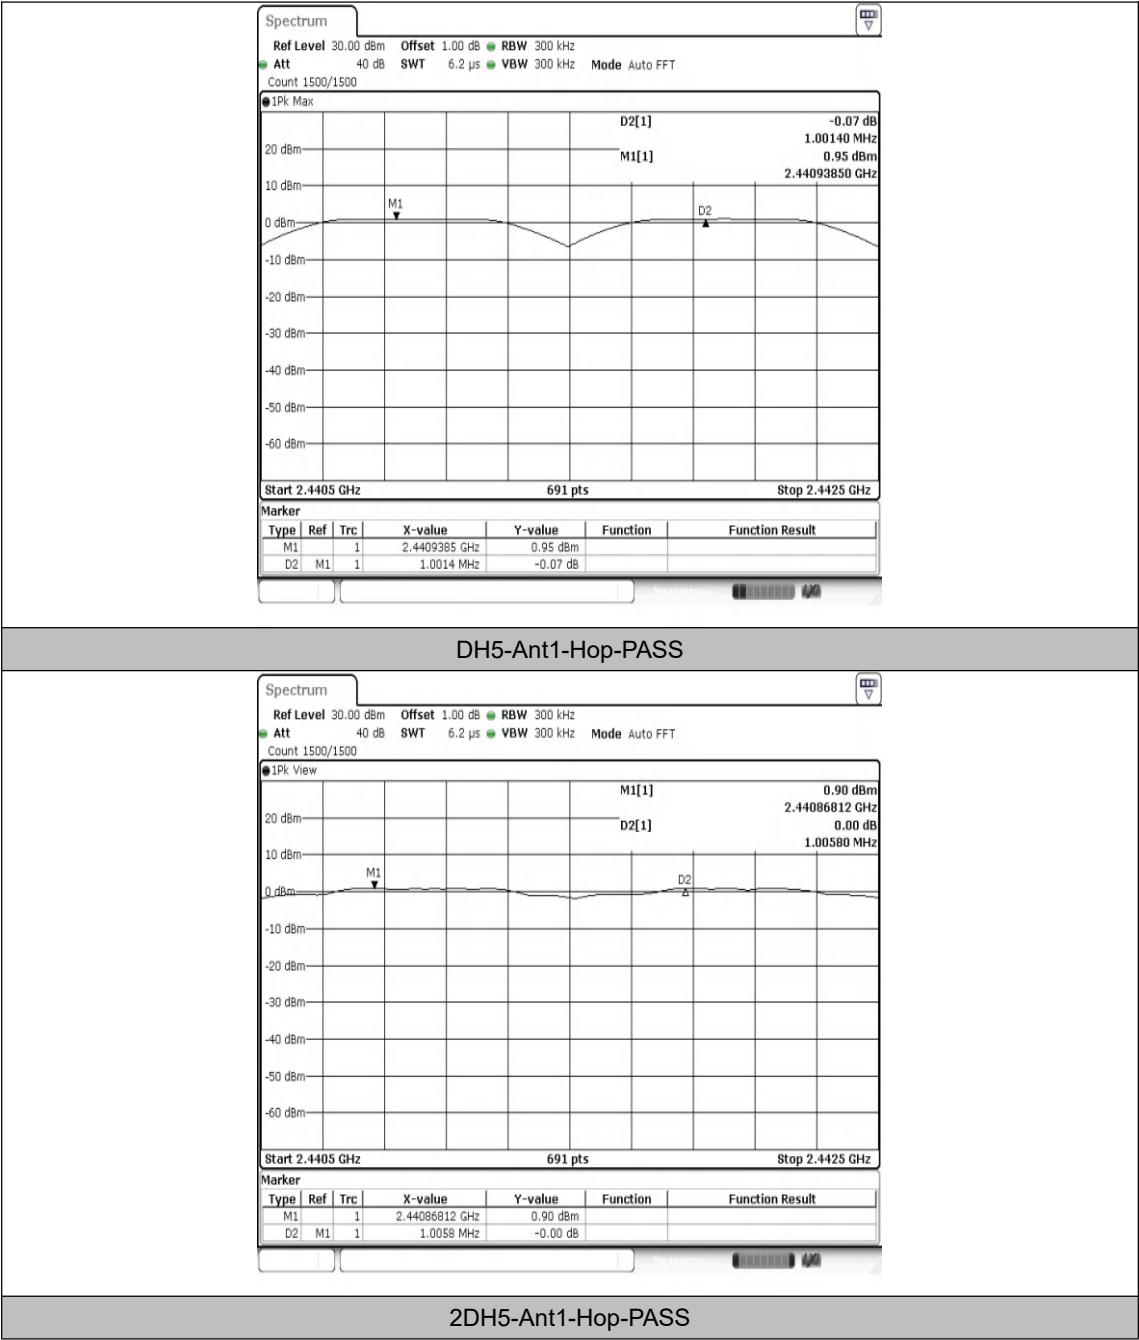 Spectrum
Ref Level 30.00 dBm Offset 1.00 dB RBW 300 kHz
Att 40 dB SWT 6.2 µs VBW 300 kHz Mode Auto FFT
Count 1500/1500
1Pk Max
D2[1] -0.07 dB
1.00140 MHz
M1[1] 0.95 dBm
2.44093850 GHz
20 dBm
10 dBm
M1
D2
0 dBm
-10 dBm
-20 dBm
-30 dBm
-40 dBm
-50 dBm
-60 dBm
Start 2.4405 GHz 691 pts Stop 2.4425 GHz
Marker
Type Ref Trc X-value Y-value Function Function Result
M1 1 2.4409385 GHz 0.95 dBm
D2 M1 1 1.0014 MHz -0.07 dB
DH5-Ant1-Hop-PASS
Spectrum
Ref Level 30.00 dBm Offset 1.00 dB RBW 300 kHz
Att 40 dB SWT 6.2 µs VBW 300 kHz Mode Auto FFT
Count 1500/1500
1Pk View
M1[1] 0.90 dBm
2.44086812 GHz
20 dBm
D2[1] 0.00 dB
1.00580 MHz
10 dBm
M1
D2
0 dBm
-10 dBm
-20 dBm
-30 dBm
-40 dBm
-50 dBm
-60 dBm
Start 2.4405 GHz 691 pts Stop 2.4425 GHz
Marker
Type Ref Trc X-value Y-value Function Function Result
M1 1 2.44086812 GHz 0.90 dBm
D2 M1 1 1.0058 MHz -0.00 dB
2DH5-Ant1-Hop-PASS